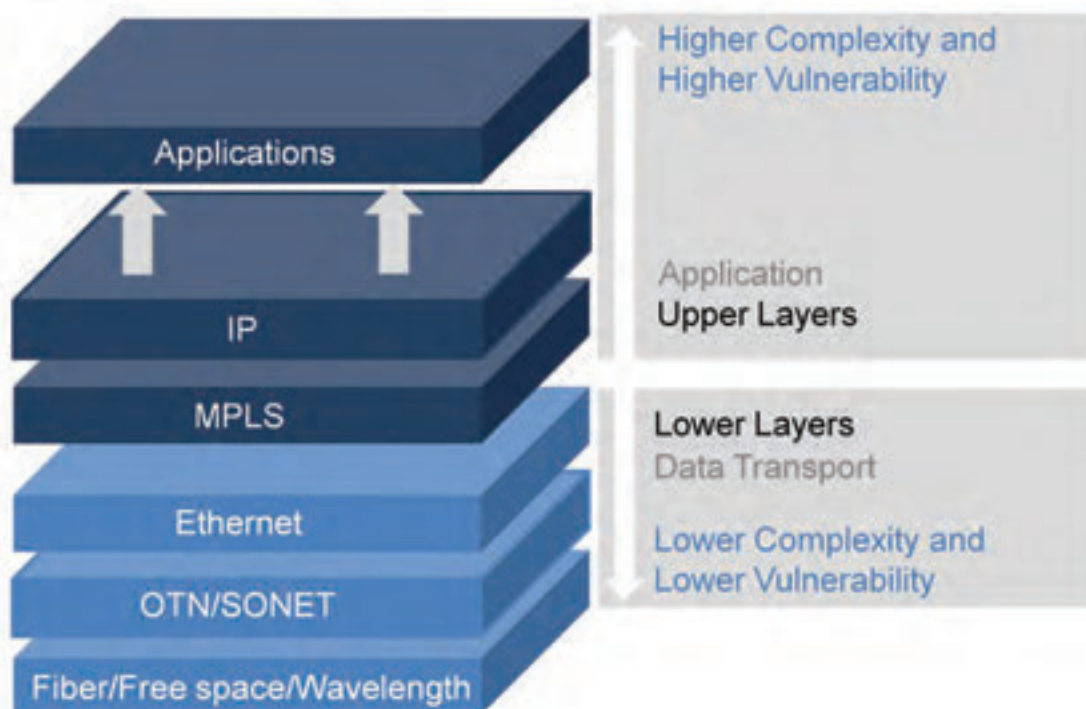 Applications
IP
MPLS
Ethernet
OTN/SONET
Fiber/Free space/Wavelength
Higher Complexity and
Higher Vulnerability
Application
Upper Layers
Lower Layers
Data Transport
Lower Complexity and
Lower Vulnerability